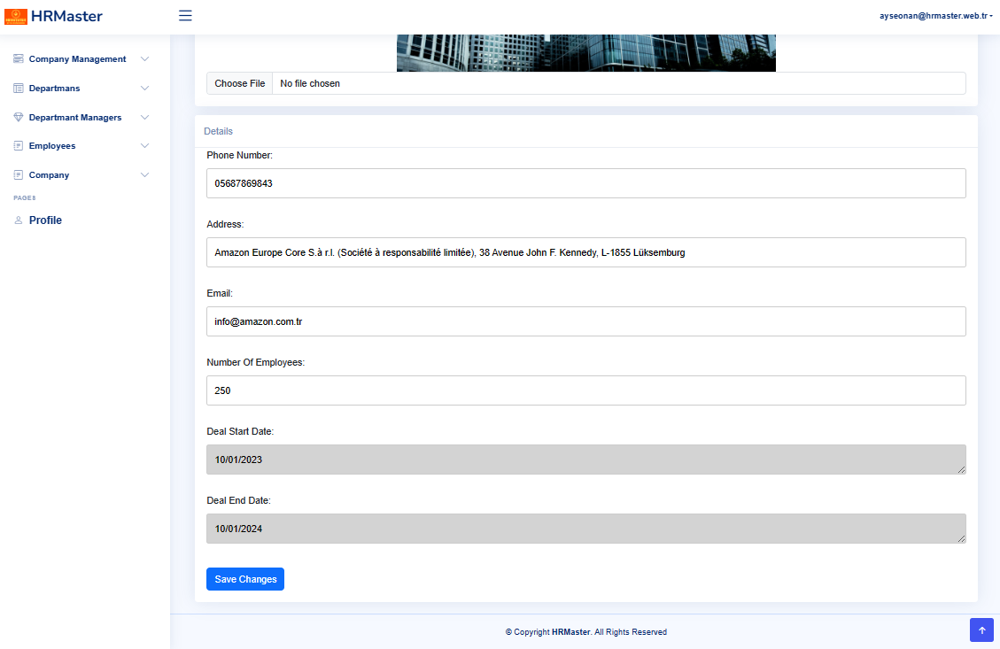 HRMaster
ayseonan@hrmaster.web.tr
Company Management
Departmans
Departmant Managers
Employees
Company
PAGES
Profile
Choose File No file chosen
Details
Phone Number:
05687869843
Address:
Amazon Europe Core S.à r.l. (Société à responsabilité limitée), 38 Avenue John F. Kennedy, L-1855 Lüksemburg
Email:
info@amazon.com.tr
Number Of Employees:
250
Deal Start Date:
10/01/2023
Deal End Date:
10/01/2024
Save Changes
© Copyright HRMaster. All Rights Reserved